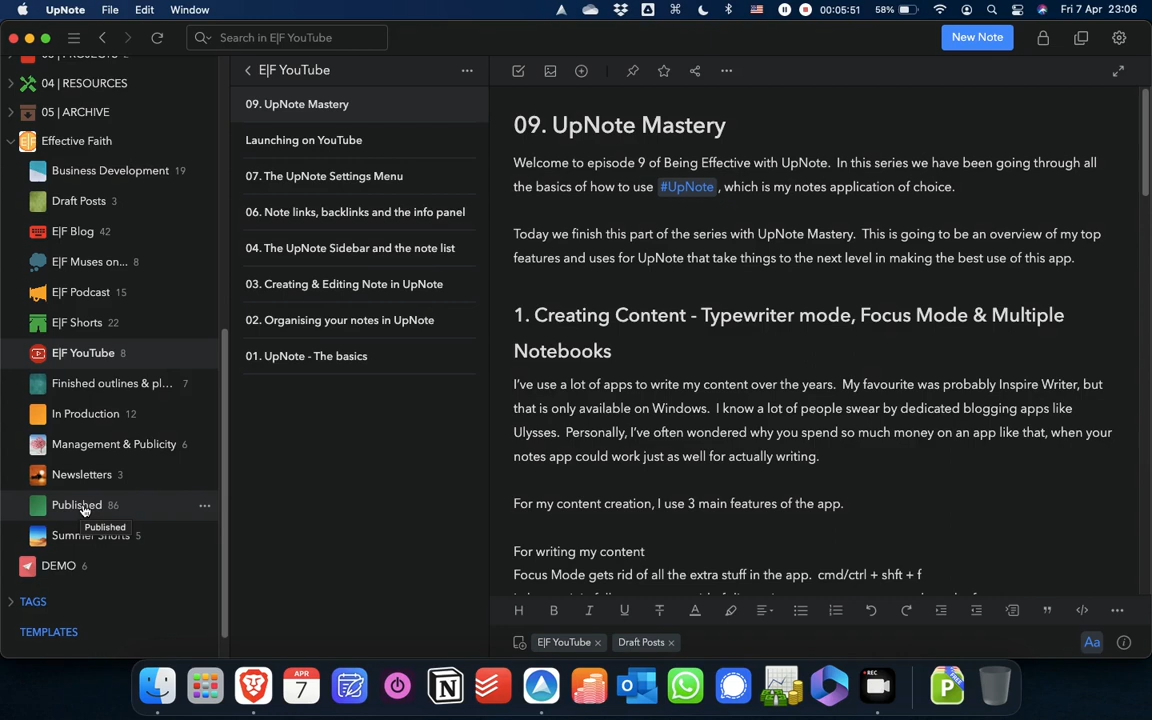 UpNote File Edit Window 00:05:51 58% Fri 7 Apr 23:06
Search in E|F YouTube
New Note
04 | RESOURCES
05 | ARCHIVE
Effective Faith
Business Development 19
Draft Posts 3
E|F Blog 42
E|F Muses on... 8
E|F Podcast 15
E|F Shorts 22
E|F YouTube 8
Finished outlines & pl... 7
In Production 12
Management & Publicity 6
Newsletters 3
Published 86
Published
Summer Shorts 5
DEMO 6
TAGS
TEMPLATES
E|F YouTube
09. UpNote Mastery
Launching on YouTube
07. The UpNote Settings Menu
06. Note links, backlinks and the info panel
04. The UpNote Sidebar and the note list
03. Creating & Editing Note in UpNote
02. Organising your notes in UpNote
01. UpNote - The basics
09. UpNote Mastery
Welcome to episode 9 of Being Effective with UpNote. In this series we have been going through all
the basics of how to use #UpNote, which is my notes application of choice.
Today we finish this part of the series with UpNote Mastery. This is going to be an overview of my top
features and uses for UpNote that take things to the next level in making the best use of this app.
1. Creating Content - Typewriter mode, Focus Mode & Multiple
Notebooks
I've use a lot of apps to write my content over the years. My favourite was probably Inspire Writer, but
that is only available on Windows. I know a lot of people swear by dedicated blogging apps like
Ulysses. Personally, I've often wondered why you spend so much money on an app like that, when your
notes app could work just as well for actually writing.
For my content creation, I use 3 main features of the app.
For writing my content
Focus Mode gets rid of all the extra stuff in the app. cmd/ctrl + shft + f
H B I U T A
E|F YouTube × Draft Posts ×
Aa
APR
7
REC
FREE